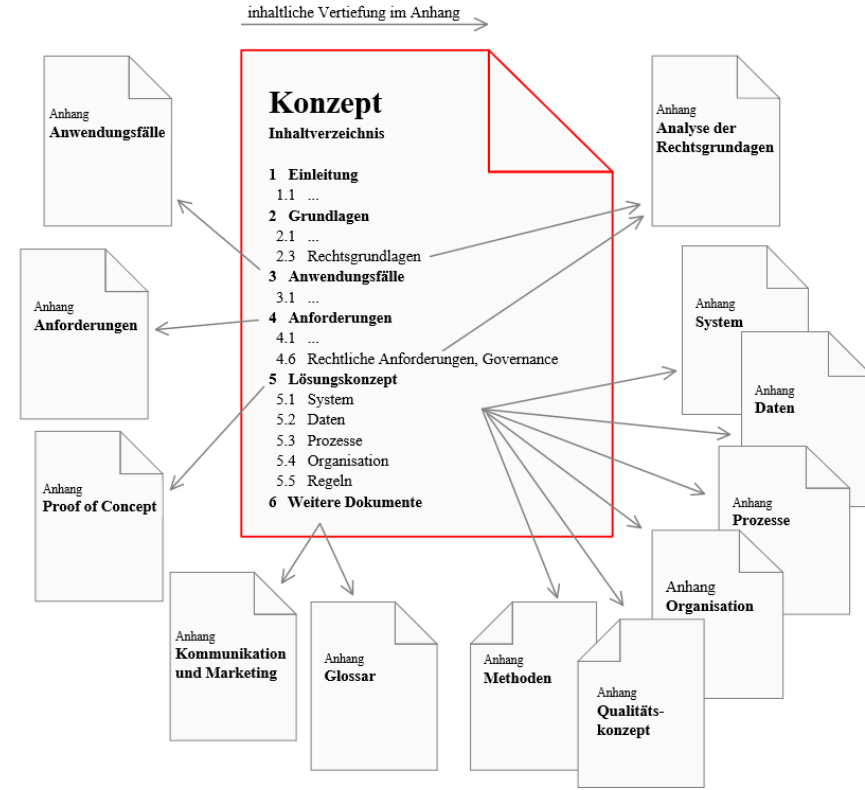 inhaltliche Vertiefung im Anhang
Konzept
Inhaltverzeichnis
1 Einleitung
1.1 ...
2 Grundlagen
2.1 ...
2.3 Rechtsgrundlagen
3 Anwendungsfälle
3.1 ...
4 Anforderungen
4.1 ...
4.6 Rechtliche Anforderungen, Governance
5 Lösungskonzept
5.1 System
5.2 Daten
5.3 Prozesse
5.4 Organisation
5.5 Regeln
6 Weitere Dokumente
Anhang
Anwendungsfälle
Anhang
Anforderungen
Anhang
Proof of Concept
Anhang
Kommunikation
und Marketing
Anhang
Glossar
Anhang
Analyse der
Rechtsgrundagen
Anhang
System
Anhang
Daten
Anhang
Prozesse
Anhang
Organisation
Anhang
Methoden
Anhang
Qualitäts-
konzept